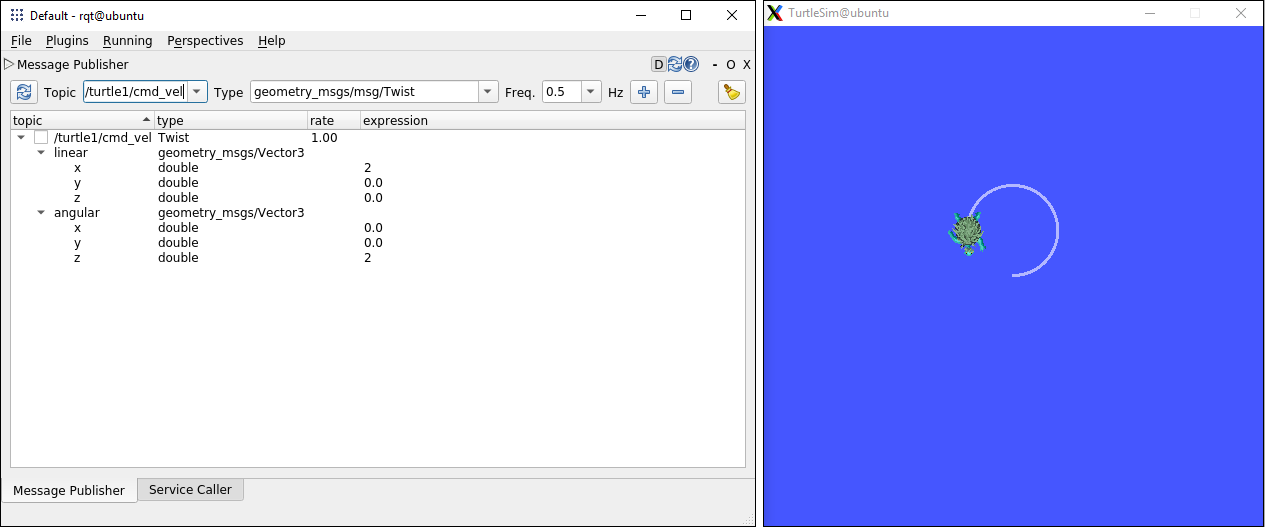 Default - rqt@ubuntu
File Plugins Running Perspectives Help
Message Publisher D - O X
Topic /turtle1/cmd_vel Type geometry_msgs/msg/Twist Freq. 0.5 Hz
topic type rate expression
/turtle1/cmd_vel Twist 1.00
linear geometry_msgs/Vector3
x double 2
y double 0.0
z double 0.0
angular geometry_msgs/Vector3
x double 0.0
y double 0.0
z double 2
Message Publisher Service Caller
TurtleSim@ubuntu